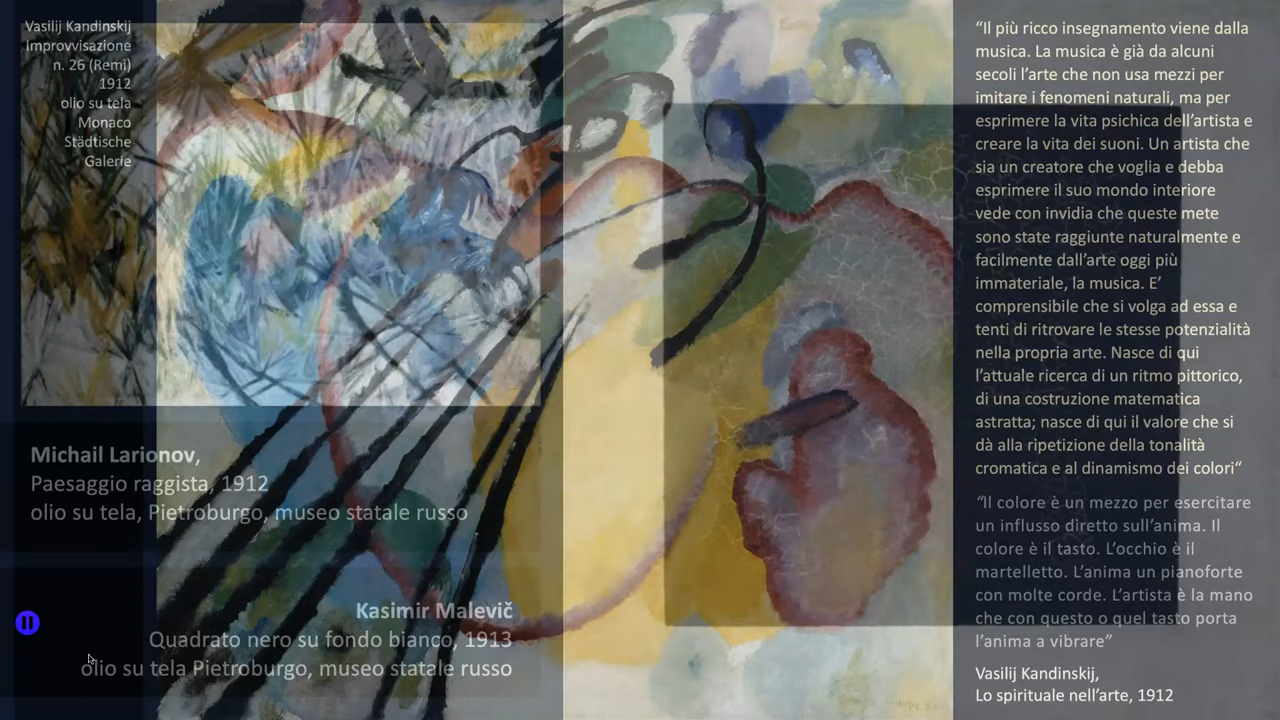 Vasilij Kandinskij
Improvvisazione
n. 26 (Remi)
1912
olio su tela
Monaco
Städtische
Galerie
Michail Larionov,
Paesaggio raggista, 1912
olio su tela, Pietroburgo, museo statale russo
Kasimir Malevič
Quadrato nero su fondo bianco, 1913
olio su tela Pietroburgo, museo statale russo
“Il più ricco insegnamento viene dalla
musica. La musica è già da alcuni
secoli l’arte che non usa mezzi per
imitare i fenomeni naturali, ma per
esprimere la vita psichica dell’artista e
creare la vita dei suoni. Un artista che
sia un creatore che voglia e debba
esprimere il suo mondo interiore
vede con invidia che queste mete
sono state raggiunte naturalmente e
facilmente dall’arte oggi più
immateriale, la musica. E’
comprensibile che si volga ad essa e
tenti di ritrovare le stesse potenzialità
nella propria arte. Nasce di qui
l’attuale ricerca di un ritmo pittorico,
di una costruzione matematica
astratta; nasce di qui il valore che si
dà alla ripetizione della tonalità
cromatica e al dinamismo dei colori“
“Il colore è un mezzo per esercitare
un influsso diretto sull’anima. Il
colore è il tasto. L’occhio è il
martelletto. L’anima un pianoforte
con molte corde. L’artista è la mano
che con questo o quel tasto porta
l’anima a vibrare”
Vasilij Kandinskij,
Lo spirituale nell’arte, 1912